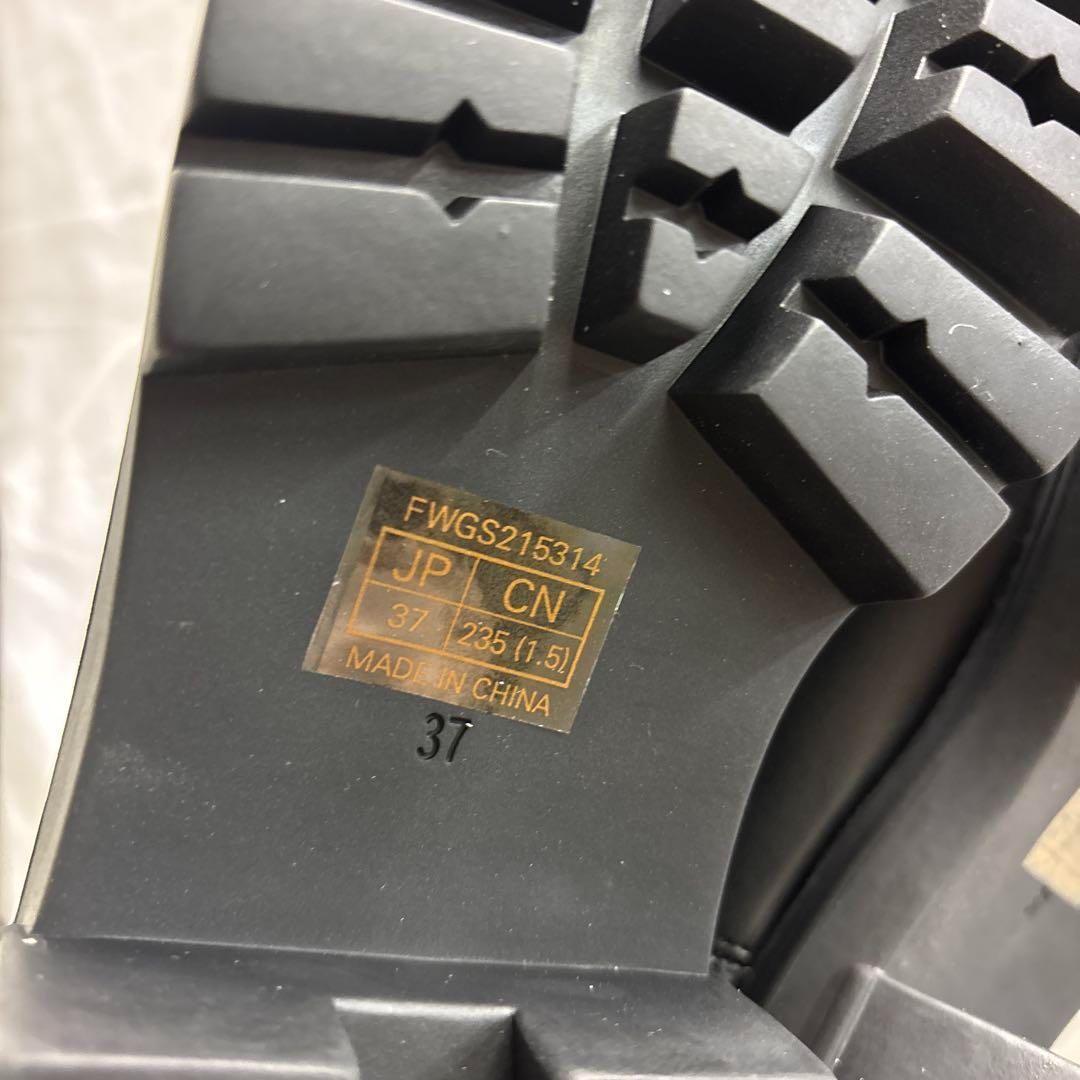 FWGS215314
JP CN
37 235 (1.5)
MADE IN CHINA
37